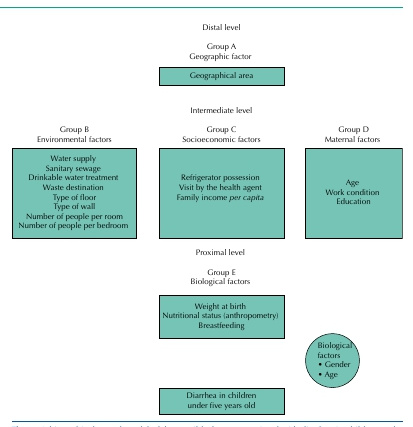 Distal level
Group A
Geographic factor
Geographical area
Intermediate level
Group B
Environmental factors
Water supply
Sanitary sewage
Drinkable water treatment
Waste destination
Type of floor
Type of wall
Number of people per room
Number of people per bedroom
Group C
Socioeconomic factors
Refrigerator possession
Visit by the health agent
Family income per capita
Group D
Maternal factors
Age
Work condition
Education
Proximal level
Group E
Biological factors
Weight at birth
Nutritional status (anthropometry)
Breastfeeding
Biological
factors
• Gender
• Age
Diarrhea in children
under five years old